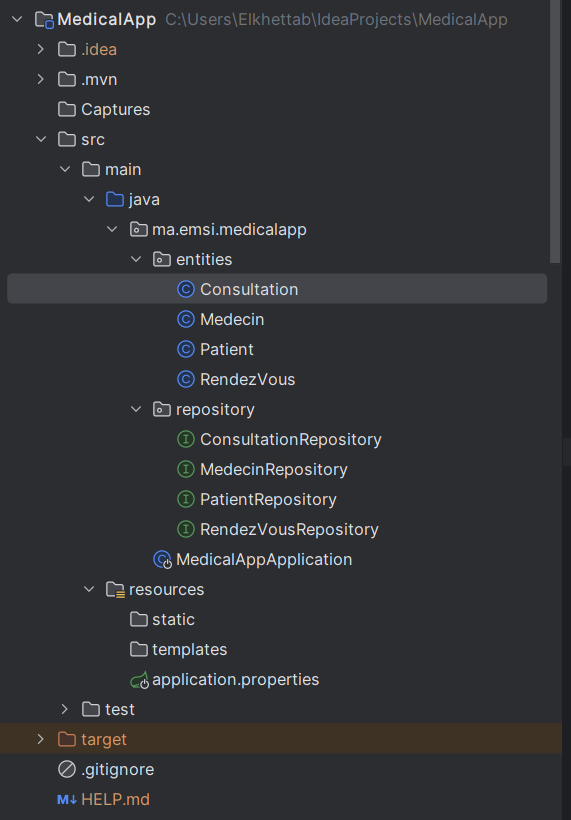 MedicalApp C:\Users\Elkhettab\IdeaProjects\MedicalApp
.idea
.mvn
Captures
src
main
java
ma.emsi.medicalapp
entities
C Consultation
C Medecin
C Patient
C RendezVous
repository
I ConsultationRepository
I MedecinRepository
I PatientRepository
I RendezVousRepository
C MedicalAppApplication
resources
static
templates
application.properties
test
target
.gitignore
M↓ HELP.md